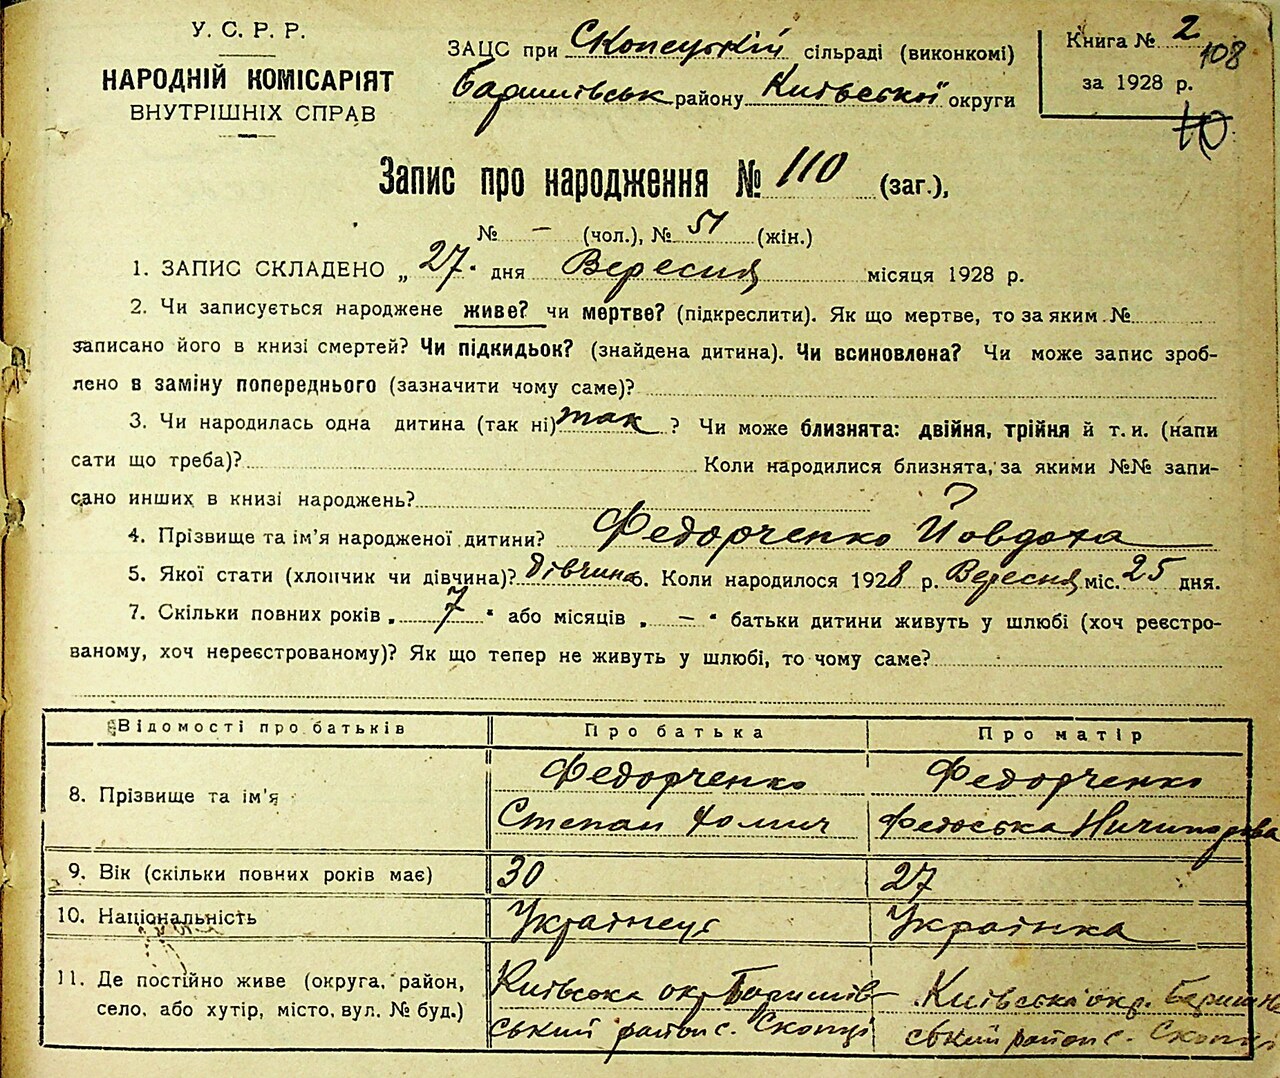 У. С. Р. Р.
НАРОДНІЙ КОМІСАРІЯТ
ВНУТРІШНІХ СПРАВ
ЗАЦС при Скопецькій сільраді (виконкомі)
Баришівськ району Київської округи
Книга № 2
108
за 1928 р.
10
Запис про народження № 110 (заг.),
№ — (чол.), № 51 (жін.)
1. ЗАПИС СКЛАДЕНО „ 27 " дня Вересня місяця 1928 р.
2. Чи записується народжене живе? чи мертве? (підкреслити). Як що мертве, то за яким №
записано його в книзі смертей? Чи підкидьок? (знайдена дитина). Чи всиновлена? Чи може запис зроб-
лено в заміну попереднього (зазначити чому саме)?
3. Чи народилась одна дитина (так ні) так ? Чи може близнята: двійня, трійня й т. и. (напи
сати що треба)? Коли народилися близнята, за якими №№ запи-
сано инших в книзі народжень?
4. Прізвище та ім'я народженої дитини? Федорченко Йовдоха
5. Якої стати (хлопчик чи дівчина)? дівчина 6. Коли народилось 1928 р. Вересня міс. 25 дня.
7. Скільки повних років „ 7 " або місяців „ — " батьки дитини живуть у шлюбі (хоч реєстро-
ваному, хоч нереєстрованому)? Як що тепер не живуть у шлюбі, то чому саме?
Відомості про батьків Про батька Про матір
8. Прізвище та ім'я Федорченко Степан Хомич Федорченко Федоська Ничипорова
9. Вік (скільки повних років має) 30 27
10. Національність Українець Українка
11. Де постійно живе (округа, район,
село, або хутір, місто, вул. № буд.)
Київська окр. Баришів-
ський район с. Скопці
Київська окр. Баришів
ський район с. Скопці